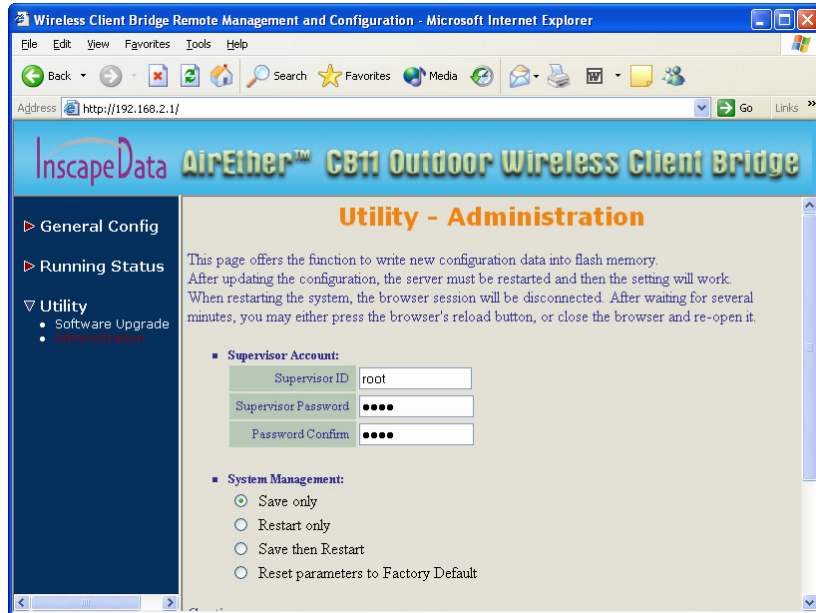 Wireless Client Bridge Remote Management and Configuration - Microsoft Internet Explorer
File Edit View Favorites Tools Help
Back Search Favorites Media
Address http://192.168.2.1/ Go Links »
InscapeData AirEther™ CB11 Outdoor Wireless Client Bridge
General Config
Running Status
Utility
Software Upgrade
Administration
Utility - Administration
This page offers the function to write new configuration data into flash memory.
After updating the configuration, the server must be restarted and then the setting will work.
When restarting the system, the browser session will be disconnected. After waiting for several
minutes, you may either press the browser's reload button, or close the browser and re-open it.
Supervisor Account:
Supervisor ID root
Supervisor Password ••••
Password Confirm ••••
System Management:
Save only
Restart only
Save then Restart
Reset parameters to Factory Default